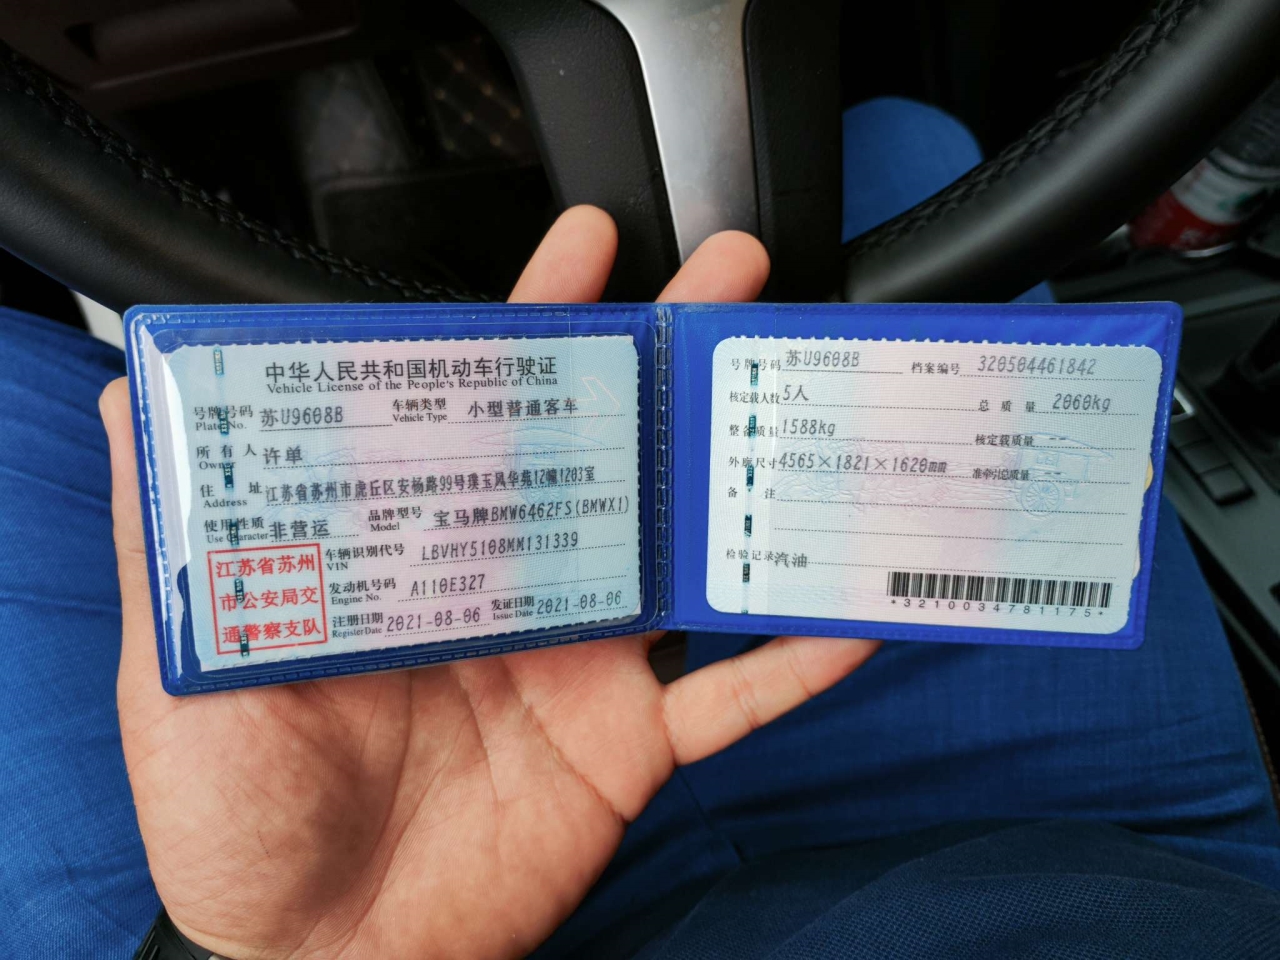 中华人民共和国机动车行驶证
Vehicle License of the People's Republic of China
号牌号码 Plate No. 苏U9608B 车辆类型 Vehicle Type 小型普通客车
所有人 Owner 许单
住址 Address 江苏省苏州市虎丘区安杨路99号璞玉风华苑12幢1203室
使用性质 Use Character 非营运 品牌型号 Model 宝马牌BMW6462FS(BMWX1)
车辆识别代号 VIN LBVHY5108MM131339
发动机号码 Engine No. A110E327
注册日期 Register Date 2021-08-06 发证日期 Issue Date 2021-08-06
江苏省苏州
市公安局交
通警察支队
号牌号码 苏U9608B 档案编号 320504461842
核定载人数 5人 总质量 2060kg
整备质量 1588kg 核定载质量 --
外廓尺寸 4565×1821×1620mm 准牵引总质量 --
备注
检验记录 汽油
*3210034781175*